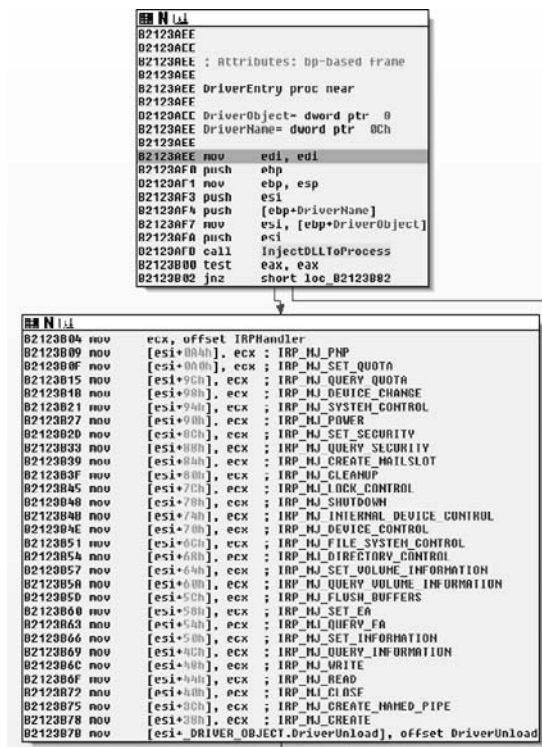 B2123AEE
B2123AEE
B2123AEE ; Attributes: bp-based frame
B2123AEE
B2123AEE DriverEntry proc near
B2123AEE
B2123AEE DriverObject= dword ptr 8
B2123AEE DriverName= dword ptr 0Ch
B2123AEE
B2123AEE mov edi, edi
B2123AF0 push ebp
B2123AF1 mov ebp, esp
B2123AF3 push esi
B2123AF4 push [ebp+DriverName]
B2123AF7 mov esi, [ebp+DriverObject]
B2123AFA push esi
B2123AFB call InjectDLLToProcess
B2123B00 test eax, eax
B2123B02 jnz short loc_B2123B82
B2123B04 mov ecx, offset IRPHandler
B2123B09 mov [esi+0A4h], ecx ; IRP_MJ_PNP
B2123B0F mov [esi+0A0h], ecx ; IRP_MJ_SET_QUOTA
B2123B15 mov [esi+9Ch], ecx ; IRP_MJ_QUERY_QUOTA
B2123B1B mov [esi+98h], ecx ; IRP_MJ_DEVICE_CHANGE
B2123B21 mov [esi+94h], ecx ; IRP_MJ_SYSTEM_CONTROL
B2123B27 mov [esi+90h], ecx ; IRP_MJ_POWER
B2123B2D mov [esi+8Ch], ecx ; IRP_MJ_SET_SECURITY
B2123B33 mov [esi+88h], ecx ; IRP_MJ_QUERY_SECURITY
B2123B39 mov [esi+84h], ecx ; IRP_MJ_CREATE_MAILSLOT
B2123B3F mov [esi+80h], ecx ; IRP_MJ_CLEANUP
B2123B45 mov [esi+7Ch], ecx ; IRP_MJ_LOCK_CONTROL
B2123B48 mov [esi+78h], ecx ; IRP_MJ_SHUTDOWN
B2123B4B mov [esi+74h], ecx ; IRP_MJ_INTERNAL_DEVICE_CONTROL
B2123B4E mov [esi+70h], ecx ; IRP_MJ_DEVICE_CONTROL
B2123B51 mov [esi+6Ch], ecx ; IRP_MJ_FILE_SYSTEM_CONTROL
B2123B54 mov [esi+68h], ecx ; IRP_MJ_DIRECTORY_CONTROL
B2123B57 mov [esi+64h], ecx ; IRP_MJ_SET_VOLUME_INFORMATION
B2123B5A mov [esi+60h], ecx ; IRP_MJ_QUERY_VOLUME_INFORMATION
B2123B5D mov [esi+5Ch], ecx ; IRP_MJ_FLUSH_BUFFERS
B2123B60 mov [esi+58h], ecx ; IRP_MJ_SET_EA
B2123B63 mov [esi+54h], ecx ; IRP_MJ_QUERY_EA
B2123B66 mov [esi+50h], ecx ; IRP_MJ_SET_INFORMATION
B2123B69 mov [esi+4Ch], ecx ; IRP_MJ_QUERY_INFORMATION
B2123B6C mov [esi+48h], ecx ; IRP_MJ_WRITE
B2123B6F mov [esi+44h], ecx ; IRP_MJ_READ
B2123B72 mov [esi+40h], ecx ; IRP_MJ_CLOSE
B2123B75 mov [esi+3Ch], ecx ; IRP_MJ_CREATE_NAMED_PIPE
B2123B78 mov [esi+38h], ecx ; IRP_MJ_CREATE
B2123B7B mov [esi+_DRIVER_OBJECT.DriverUnload], offset DriverUnload